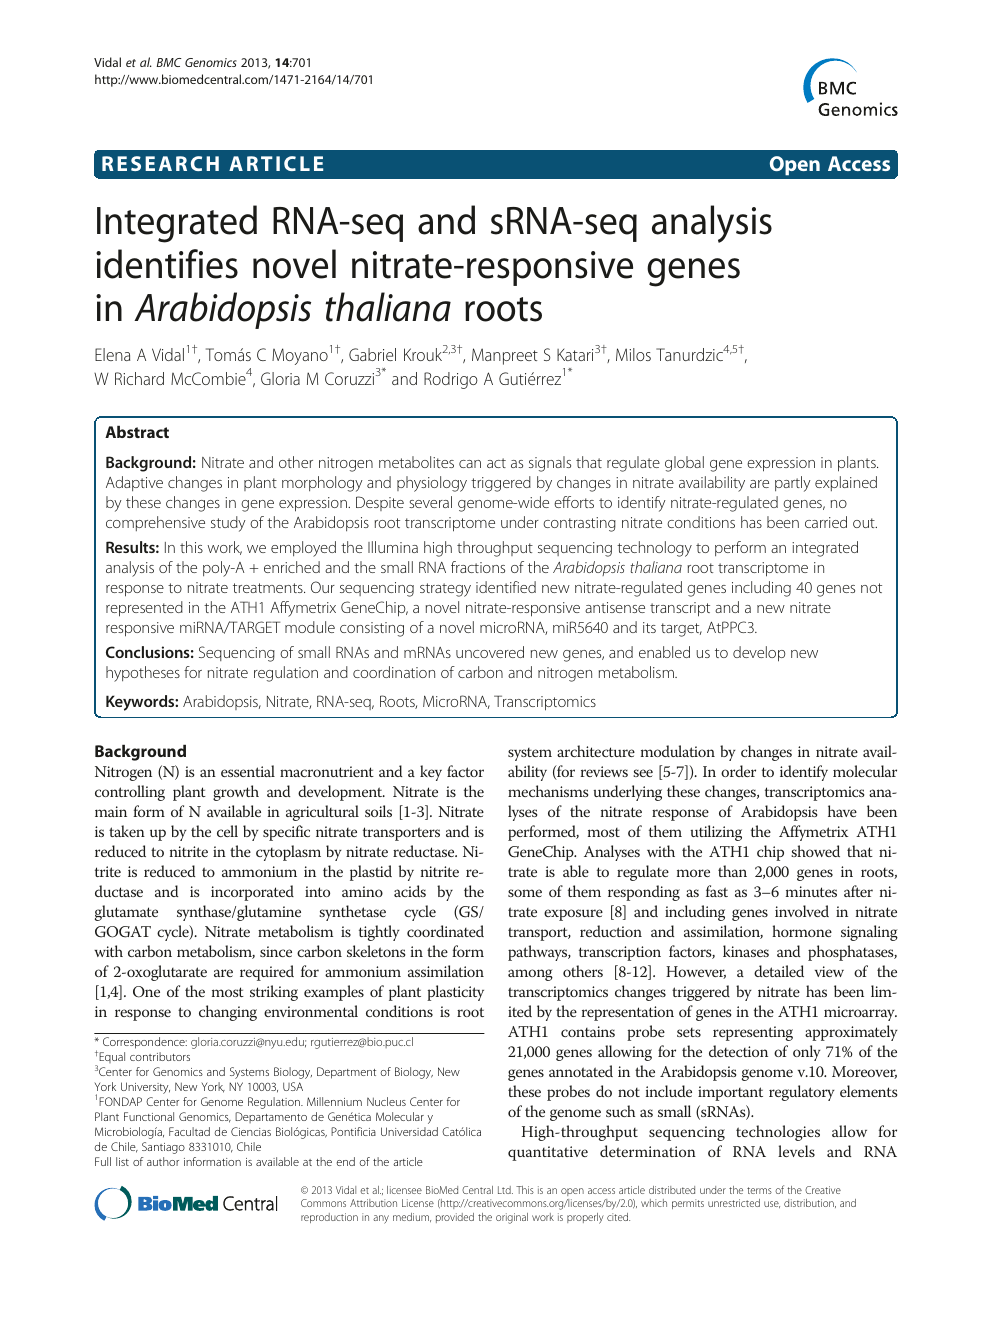 Vidal et al. BMC Genomics 2013, 14:701
http://www.biomedcentral.com/1471-2164/14/701
BMC
Genomics
RESEARCH ARTICLE
Open Access
Integrated RNA-seq and sRNA-seq analysis
identifies novel nitrate-responsive genes
in Arabidopsis thaliana roots
Elena A Vidal1†, Tomás C Moyano1†, Gabriel Krouk2,3†, Manpreet S Katari3†, Milos Tanurdzic4,5†,
W Richard McCombie4, Gloria M Coruzzi3* and Rodrigo A Gutiérrez1*
Abstract
Background: Nitrate and other nitrogen metabolites can act as signals that regulate global gene expression in plants.
Adaptive changes in plant morphology and physiology triggered by changes in nitrate availability are partly explained
by these changes in gene expression. Despite several genome-wide efforts to identify nitrate-regulated genes, no
comprehensive study of the Arabidopsis root transcriptome under contrasting nitrate conditions has been carried out.
Results: In this work, we employed the Illumina high throughput sequencing technology to perform an integrated
analysis of the poly-A + enriched and the small RNA fractions of the Arabidopsis thaliana root transcriptome in
response to nitrate treatments. Our sequencing strategy identified new nitrate-regulated genes including 40 genes not
represented in the ATH1 Affymetrix GeneChip, a novel nitrate-responsive antisense transcript and a new nitrate
responsive miRNA/TARGET module consisting of a novel microRNA, miR5640 and its target, AtPPC3.
Conclusions: Sequencing of small RNAs and mRNAs uncovered new genes, and enabled us to develop new
hypotheses for nitrate regulation and coordination of carbon and nitrogen metabolism.
Keywords: Arabidopsis, Nitrate, RNA-seq, Roots, MicroRNA, Transcriptomics
Background
Nitrogen (N) is an essential macronutrient and a key factor
controlling plant growth and development. Nitrate is the
main form of N available in agricultural soils [1-3]. Nitrate
is taken up by the cell by specific nitrate transporters and is
reduced to nitrite in the cytoplasm by nitrate reductase. Ni-
trite is reduced to ammonium in the plastid by nitrite re-
ductase and is incorporated into amino acids by the
glutamate synthase/glutamine synthetase cycle (GS/
GOGAT cycle). Nitrate metabolism is tightly coordinated
with carbon metabolism, since carbon skeletons in the form
of 2-oxoglutarate are required for ammonium assimilation
[1,4]. One of the most striking examples of plant plasticity
in response to changing environmental conditions is root
* Correspondence: gloria.coruzzi@nyu.edu; rgutierrez@bio.puc.cl
†Equal contributors
3Center for Genomics and Systems Biology, Department of Biology, New
York University, New York, NY 10003, USA
1FONDAP Center for Genome Regulation. Millennium Nucleus Center for
Plant Functional Genomics, Departamento de Genética Molecular y
Microbiología, Facultad de Ciencias Biológicas, Pontificia Universidad Católica
de Chile, Santiago 8331010, Chile
Full list of author information is available at the end of the article
system architecture modulation by changes in nitrate avail-
ability (for reviews see [5-7]). In order to identify molecular
mechanisms underlying these changes, transcriptomics ana-
lyses of the nitrate response of Arabidopsis have been
performed, most of them utilizing the Affymetrix ATH1
GeneChip. Analyses with the ATH1 chip showed that ni-
trate is able to regulate more than 2,000 genes in roots,
some of them responding as fast as 3–6 minutes after ni-
trate exposure [8] and including genes involved in nitrate
transport, reduction and assimilation, hormone signaling
pathways, transcription factors, kinases and phosphatases,
among others [8-12]. However, a detailed view of the
transcriptomics changes triggered by nitrate has been lim-
ited by the representation of genes in the ATH1 microarray.
ATH1 contains probe sets representing approximately
21,000 genes allowing for the detection of only 71% of the
genes annotated in the Arabidopsis genome v.10. Moreover,
these probes do not include important regulatory elements
of the genome such as small (sRNAs).
High-throughput sequencing technologies allow for
quantitative determination of RNA levels and RNA
BioMed Central
© 2013 Vidal et al.; licensee BioMed Central Ltd. This is an open access article distributed under the terms of the Creative
Commons Attribution License (http://creativecommons.org/licenses/by/2.0), which permits unrestricted use, distribution, and
reproduction in any medium, provided the original work is properly cited.